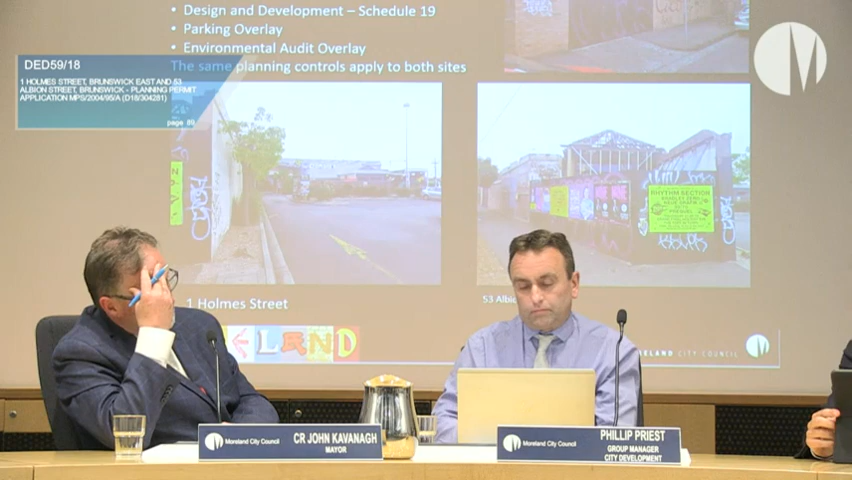 • Design and Development – Schedule 19
• Parking Overlay
• Environmental Audit Overlay
The same planning controls apply to both sites
DED59/18
1 HOLMES STREET, BRUNSWICK EAST AND 53
ALBION STREET, BRUNSWICK - PLANNING PERMIT
APPLICATION MPS/2004/95/A (D18/304281)
page 89
RHYTHM SECTION
1 Holmes Street
53 Albio
MORELAND CITY COUNCIL
Moreland City Council
CR JOHN KAVANAGH
MAYOR
Moreland City Council
PHILLIP PRIEST
GROUP MANAGER
CITY DEVELOPMENT